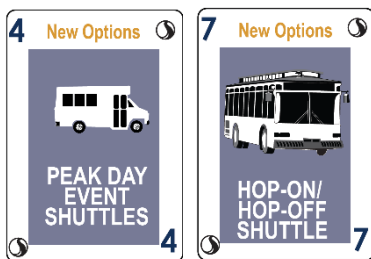 4 New Options
PEAK DAY
EVENT
SHUTTLES
4
7 New Options
HOP-ON/
HOP-OFF
SHUTTLE
7